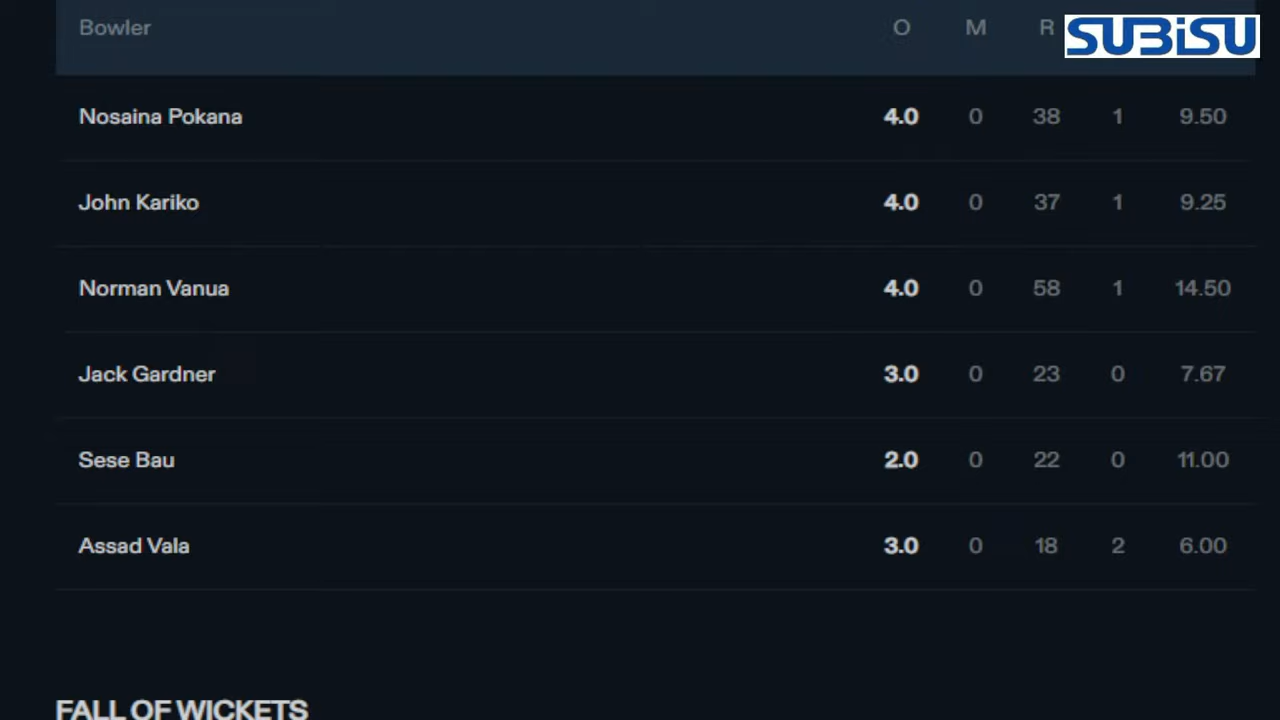 Bowler O M R SUBISU
Nosaina Pokana 4.0 0 38 1 9.50
John Kariko 4.0 0 37 1 9.25
Norman Vanua 4.0 0 58 1 14.50
Jack Gardner 3.0 0 23 0 7.67
Sese Bau 2.0 0 22 0 11.00
Assad Vala 3.0 0 18 2 6.00
FALL OF WICKETS